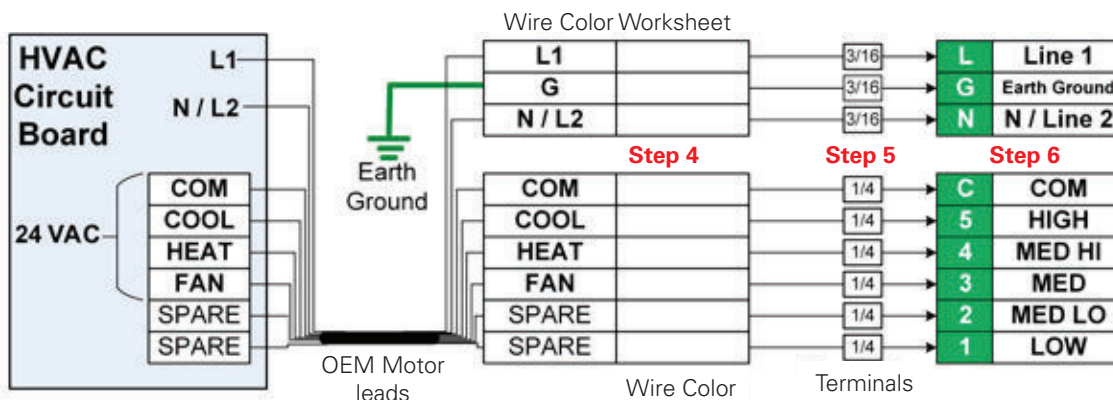 Wire Color Worksheet
HVAC
Circuit
Board
L1
N / L2
L1 3/16 L Line 1
G 3/16 G Earth Ground
N / L2 3/16 N N / Line 2
Earth
Ground
Step 4 Step 5 Step 6
24 VAC
COM COM 1/4 C COM
COOL COOL 1/4 5 HIGH
HEAT HEAT 1/4 4 MED HI
FAN FAN 1/4 3 MED
SPARE SPARE 1/4 2 MED LO
SPARE SPARE 1/4 1 LOW
OEM Motor
leads
Wire Color
Terminals